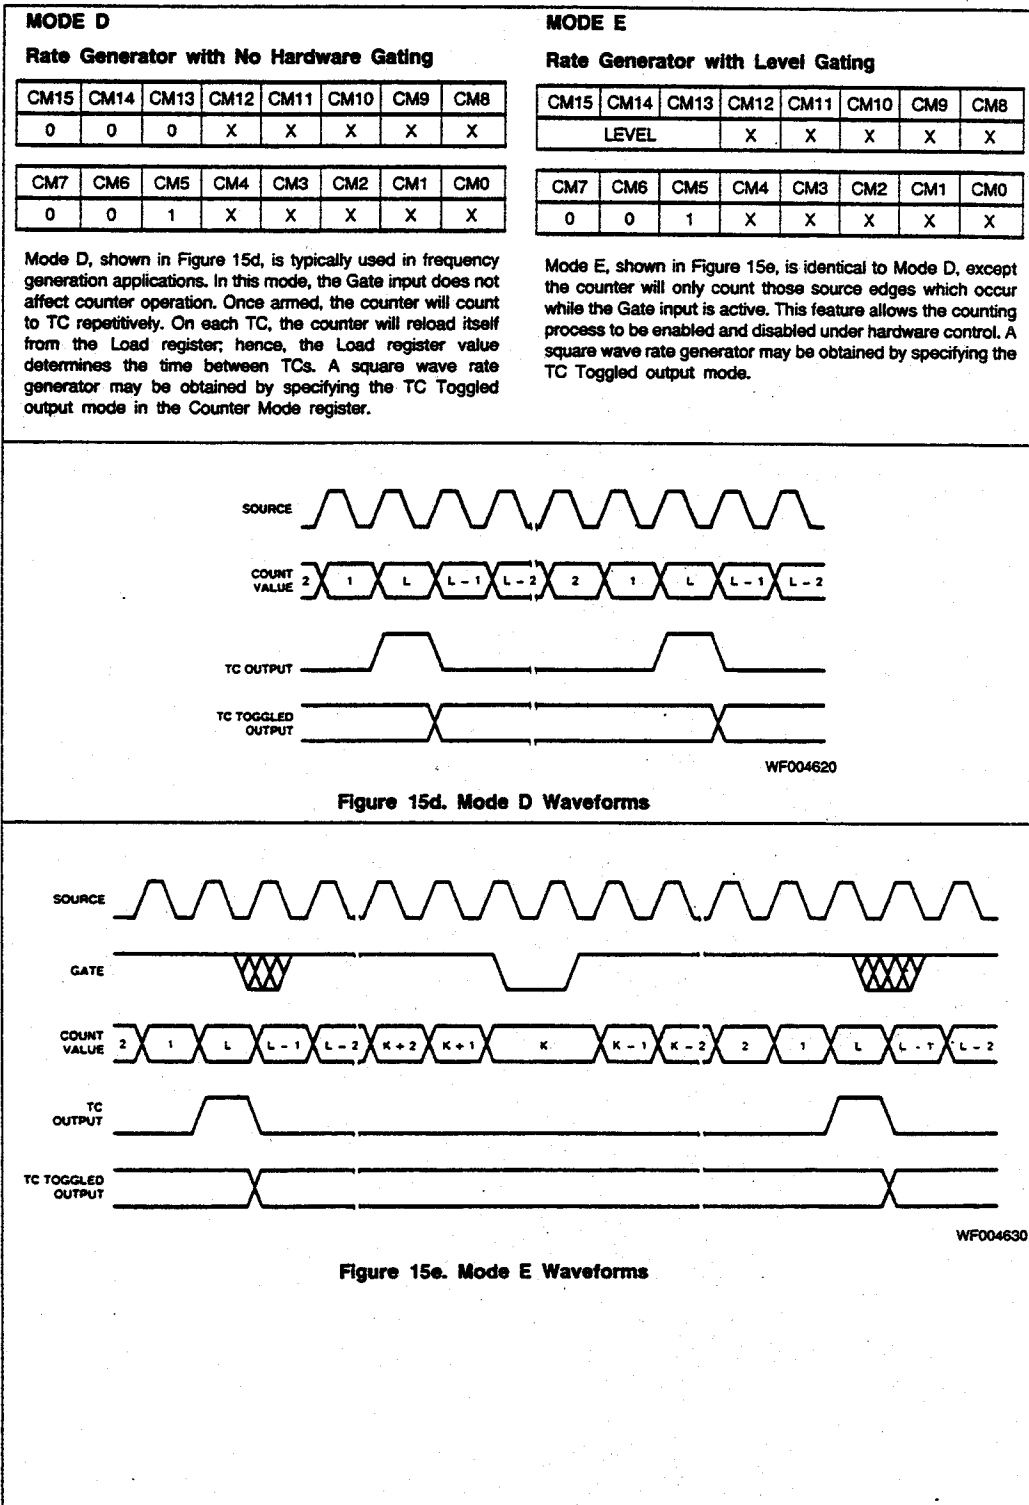 MODE D
Rate Generator with No Hardware Gating
CM15 CM14 CM13 CM12 CM11 CM10 CM9 CM8
0 0 0 X X X X X
CM7 CM6 CM5 CM4 CM3 CM2 CM1 CM0
0 0 1 X X X X X
Mode D, shown in Figure 15d, is typically used in frequency
generation applications. In this mode, the Gate input does not
affect counter operation. Once armed, the counter will count
to TC repetitively. On each TC, the counter will reload itself
from the Load register; hence, the Load register value
determines the time between TCs. A square wave rate
generator may be obtained by specifying the TC Toggled
output mode in the Counter Mode register.
MODE E
Rate Generator with Level Gating
CM15 CM14 CM13 CM12 CM11 CM10 CM9 CM8
LEVEL X X X X X
CM7 CM6 CM5 CM4 CM3 CM2 CM1 CM0
0 0 1 X X X X X
Mode E, shown in Figure 15e, is identical to Mode D, except
the counter will only count those source edges which occur
while the Gate input is active. This feature allows the counting
process to be enabled and disabled under hardware control. A
square wave rate generator may be obtained by specifying the
TC Toggled output mode.
SOURCE
COUNT
VALUE
2 1 L L - 1 L - 2 2 1 L L - 1 L - 2
TC OUTPUT
TC TOGGLED
OUTPUT
WF004620
Figure 15d. Mode D Waveforms
SOURCE
GATE
COUNT
VALUE
2 1 L L - 1 L - 2 K + 2 K + 1 K K - 1 K - 2 2 1 L L - 1 L - 2
TC
OUTPUT
TC TOGGLED
OUTPUT
WF004630
Figure 15e. Mode E Waveforms